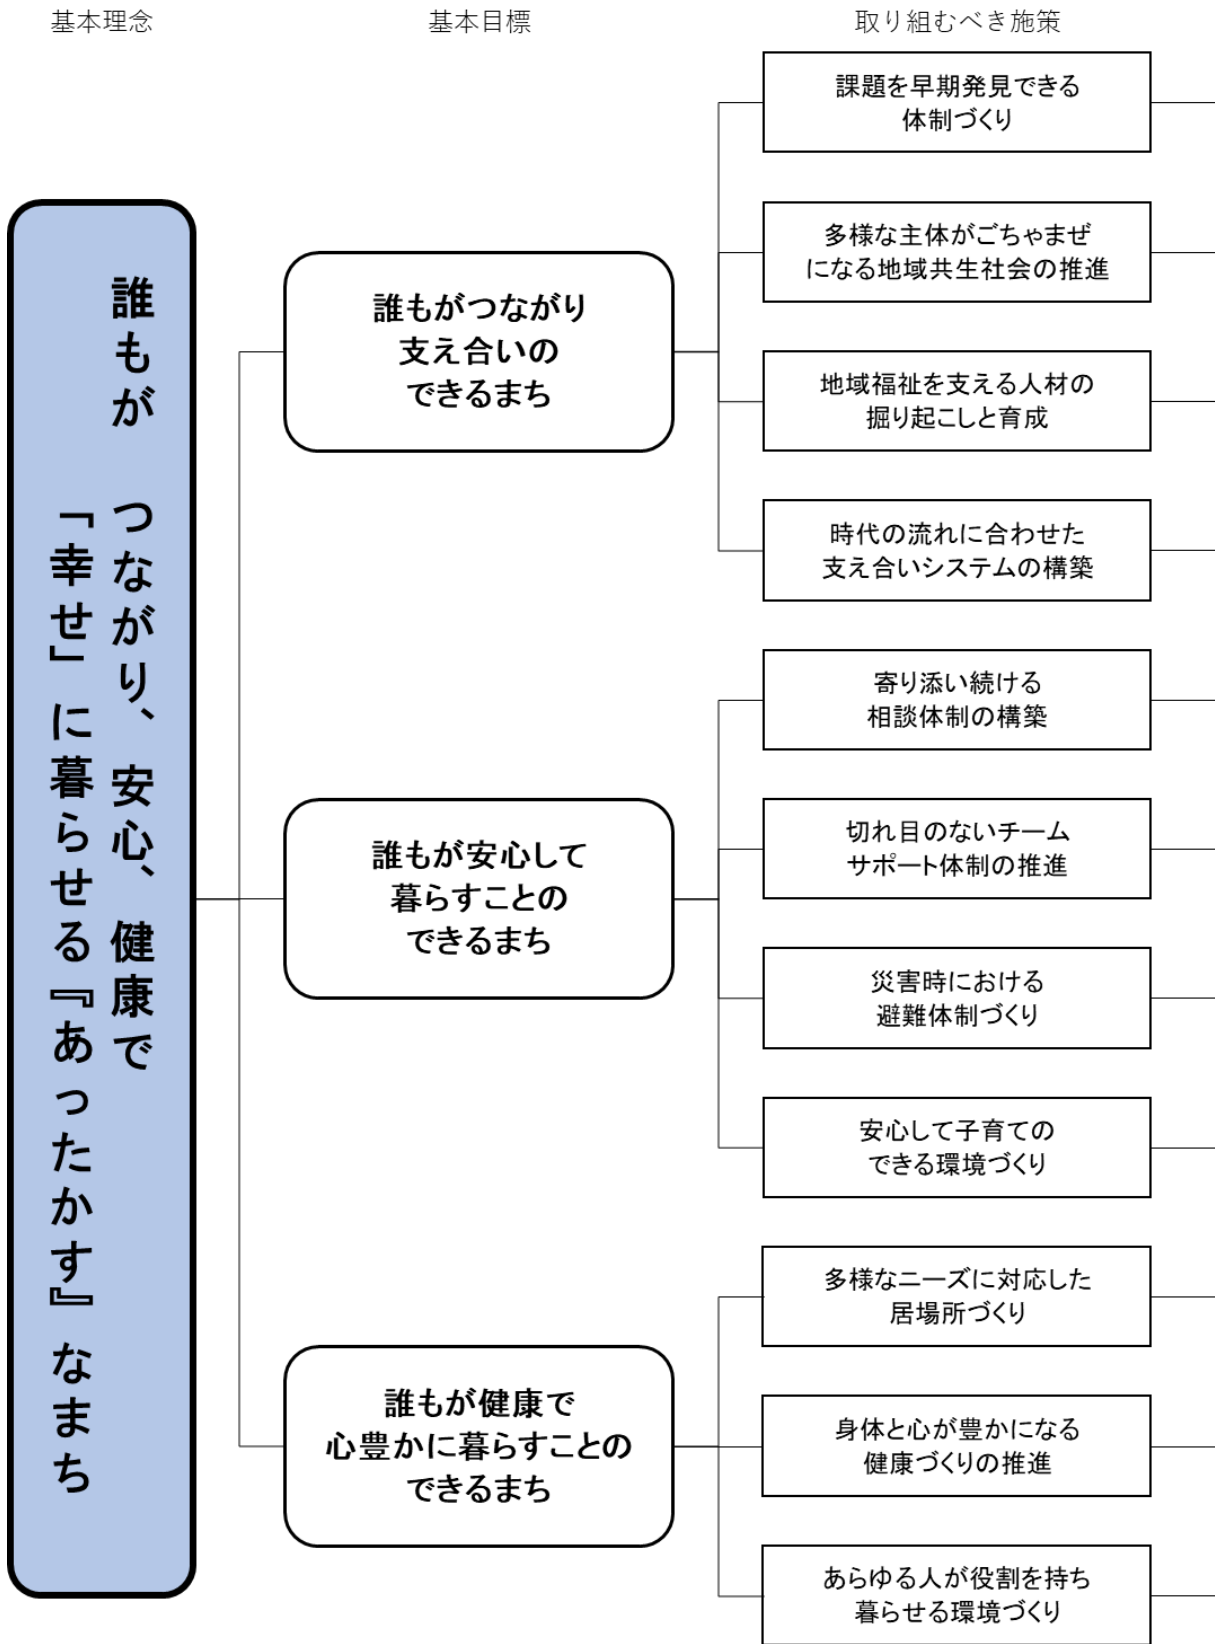 基本理念
基本目標
取り組むべき施策
誰もが つながり、安心、健康で
「幸せ」に暮らせる『あったかす』なまち
誰もがつながり
支え合いの
できるまち
課題を早期発見できる
体制づくり
多様な主体がごちゃまぜ
になる地域共生社会の推進
地域福祉を支える人材の
掘り起こしと育成
時代の流れに合わせた
支え合いシステムの構築
誰もが安心して
暮らすことの
できるまち
寄り添い続ける
相談体制の構築
切れ目のないチーム
サポート体制の推進
災害時における
避難体制づくり
安心して子育ての
できる環境づくり
誰もが健康で
心豊かに暮らすことの
できるまち
多様なニーズに対応した
居場所づくり
身体と心が豊かになる
健康づくりの推進
あらゆる人が役割を持ち
暮らせる環境づくり